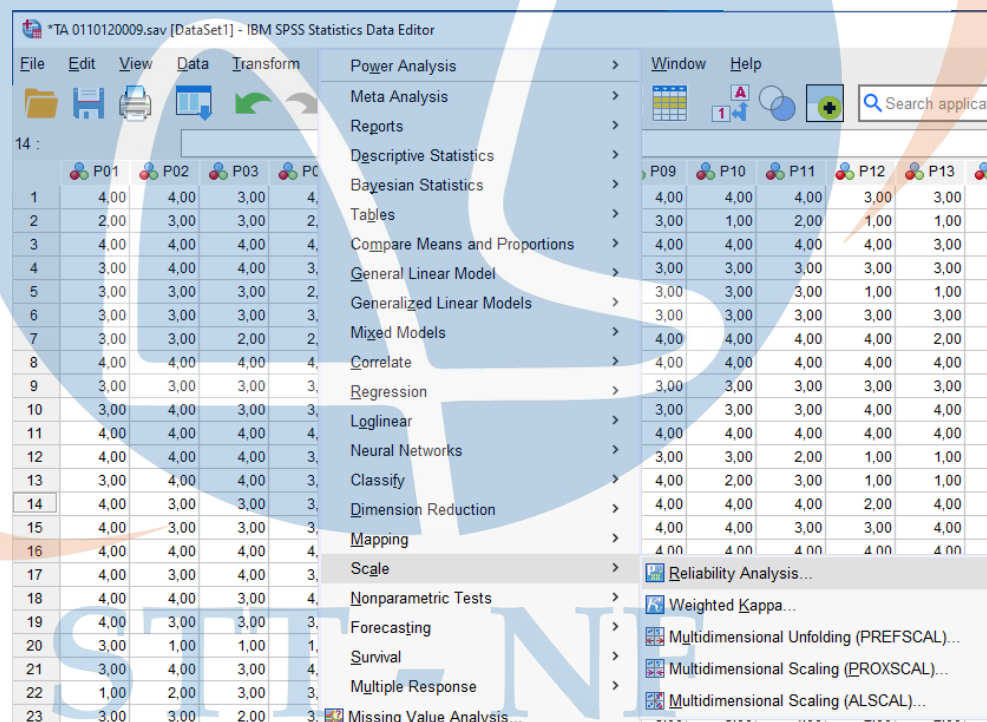 *TA 0110120009.sav [DataSet1] - IBM SPSS Statistics Data Editor
File Edit View Data Transform Window Help
Search applica
14 :
Power Analysis
Meta Analysis
Reports
Descriptive Statistics
Bayesian Statistics
Tables
Compare Means and Proportions
General Linear Model
Generalized Linear Models
Mixed Models
Correlate
Regression
Loglinear
Neural Networks
Classify
Dimension Reduction
Mapping
Scale
Nonparametric Tests
Forecasting
Survival
Multiple Response
Missing Value Analysis...
Reliability Analysis...
Weighted Kappa...
Multidimensional Unfolding (PREFSCAL)...
Multidimensional Scaling (PROXSCAL)...
Multidimensional Scaling (ALSCAL)...
P01 P02 P03 P0 P09 P10 P11 P12 P13
1 4,00 4,00 3,00 4, 4,00 4,00 4,00 3,00 3,00
2 2,00 3,00 3,00 2, 3,00 1,00 2,00 1,00 1,00
3 4,00 4,00 4,00 4, 4,00 4,00 4,00 4,00 3,00
4 3,00 4,00 4,00 3, 3,00 3,00 3,00 3,00 3,00
5 3,00 3,00 3,00 2, 3,00 3,00 3,00 1,00 1,00
6 3,00 3,00 3,00 3, 3,00 3,00 3,00 3,00 3,00
7 3,00 3,00 2,00 2, 4,00 4,00 4,00 4,00 2,00
8 4,00 4,00 4,00 4, 4,00 4,00 4,00 4,00 4,00
9 3,00 3,00 3,00 3, 3,00 3,00 3,00 3,00 3,00
10 3,00 4,00 3,00 3, 3,00 3,00 3,00 4,00 4,00
11 4,00 4,00 4,00 4, 4,00 4,00 4,00 4,00 4,00
12 4,00 4,00 4,00 3, 3,00 3,00 2,00 1,00 1,00
13 3,00 4,00 4,00 3, 4,00 2,00 3,00 1,00 1,00
14 4,00 3,00 3,00 3, 4,00 4,00 4,00 2,00 4,00
15 4,00 3,00 3,00 3, 4,00 4,00 3,00 3,00 4,00
16 4,00 4,00 4,00 4, 4,00 4,00 4,00 4,00 4,00
17 4,00 3,00 4,00 3,
18 4,00 4,00 3,00 4,
19 4,00 3,00 3,00 3,
20 3,00 1,00 1,00 1,
21 3,00 4,00 3,00 4,
22 1,00 2,00 3,00 3,
23 3,00 3,00 2,00 3,
STT - NF